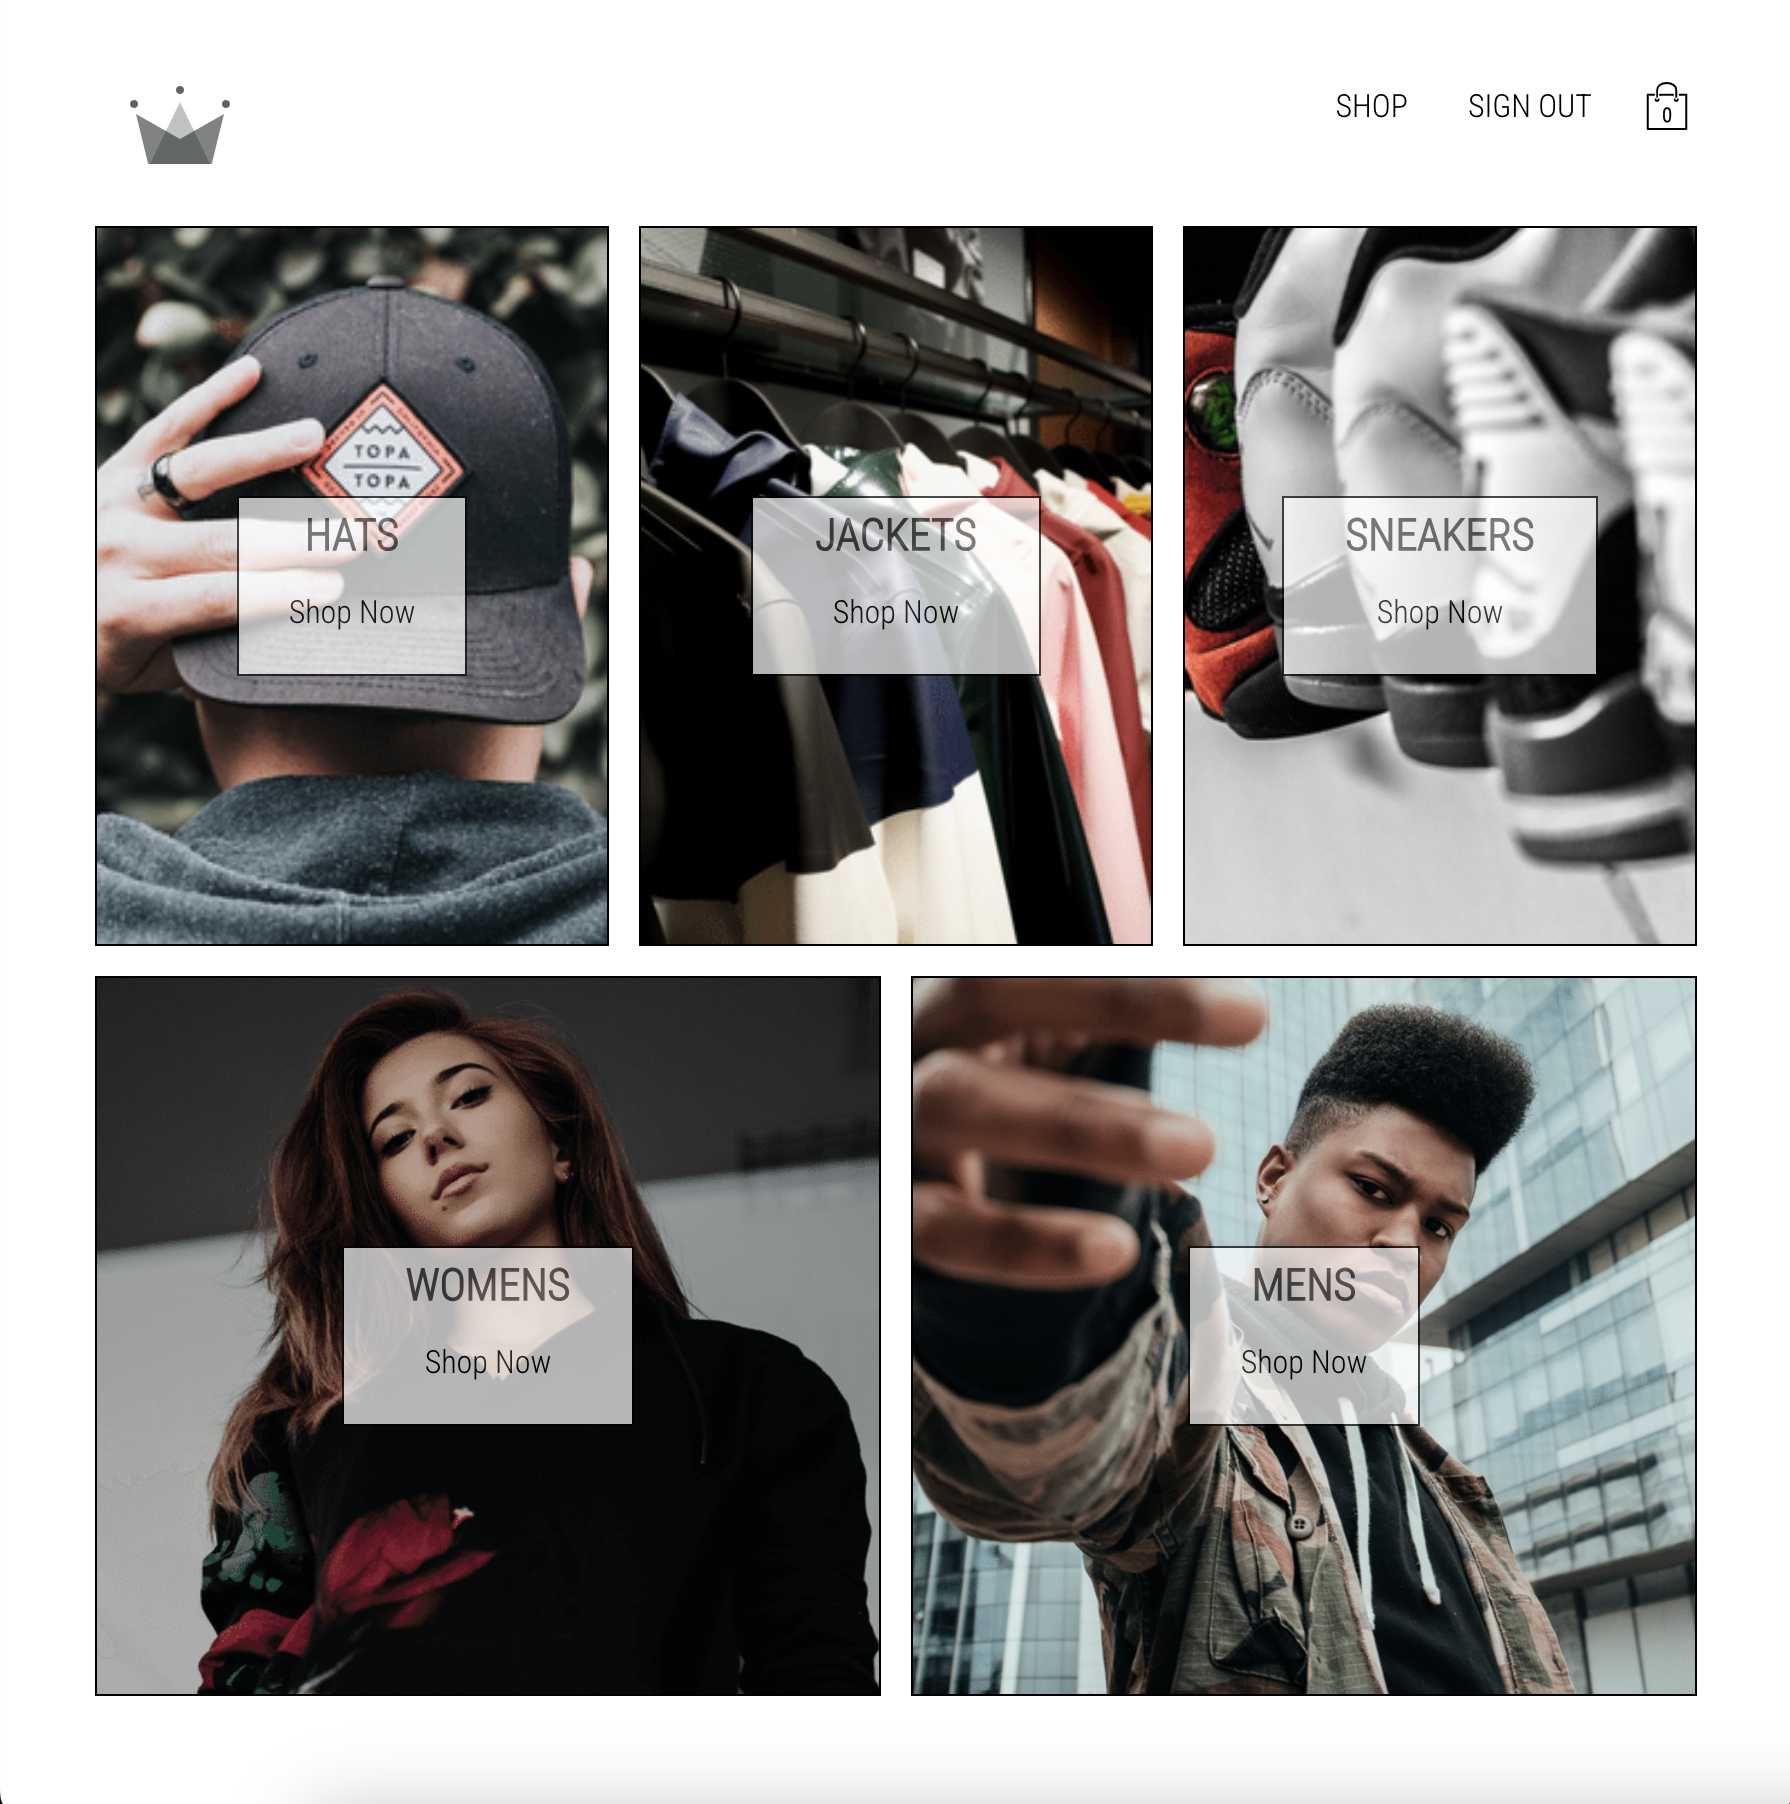 SHOP
SIGN OUT
0
TOPA
TOPA
HATS
Shop Now
JACKETS
Shop Now
SNEAKERS
Shop Now
WOMENS
Shop Now
MENS
Shop Now